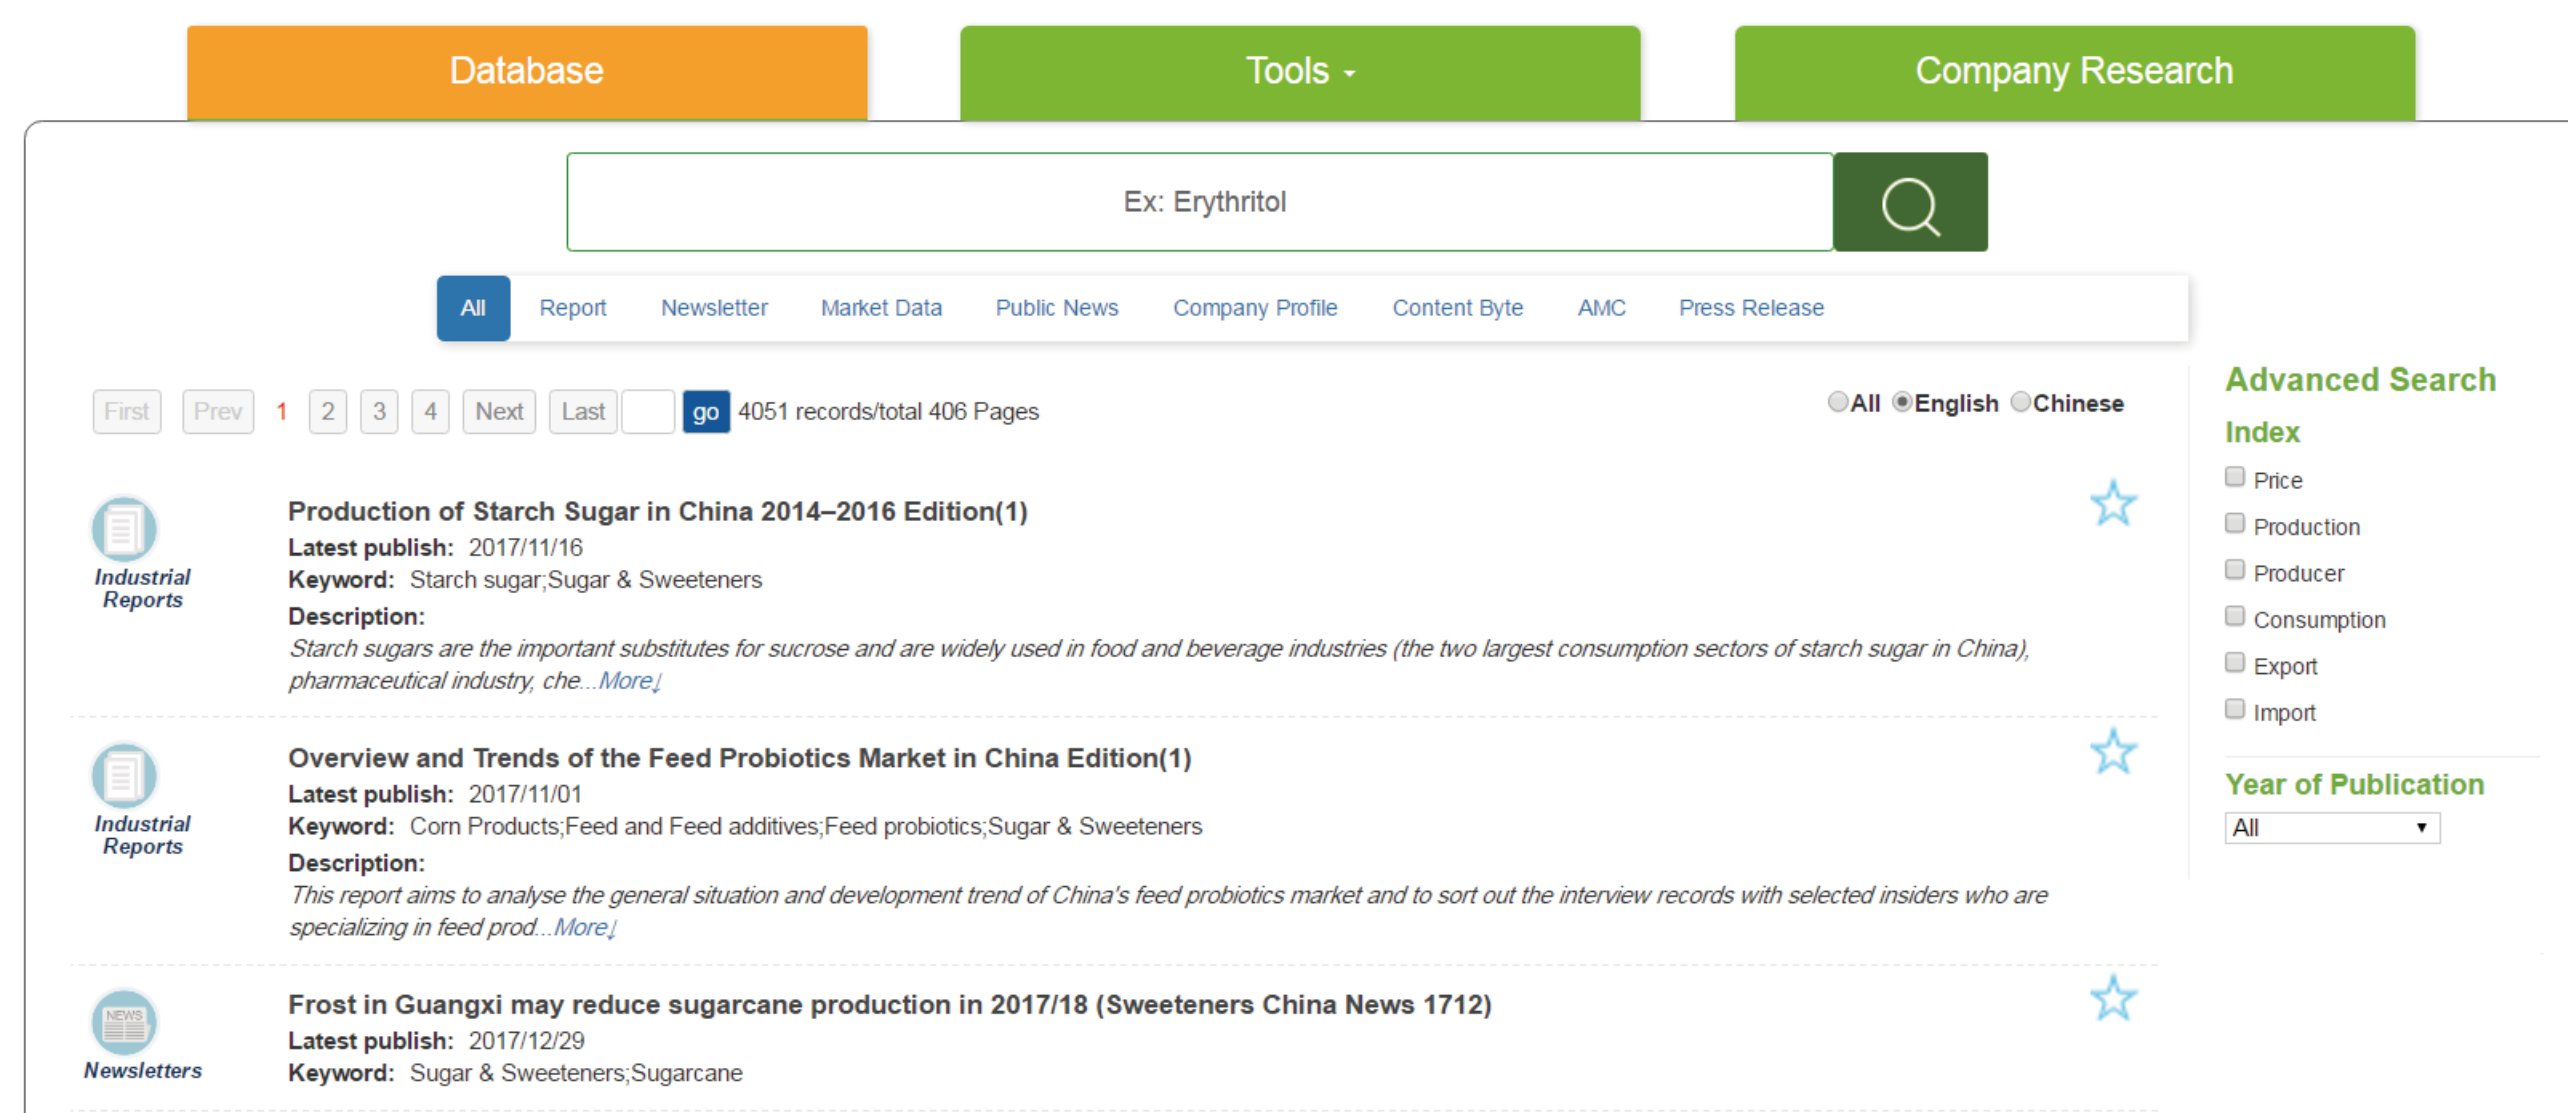 Database
Tools
Company Research
Ex: Erythritol
All Report Newsletter Market Data Public News Company Profile Content Byte AMC Press Release
First Prev 1 2 3 4 Next Last go 4051 records/total 406 Pages
All English Chinese
Production of Starch Sugar in China 2014–2016 Edition(1)
Latest publish: 2017/11/16
Keyword: Starch sugar;Sugar & Sweeteners
Description:
Starch sugars are the important substitutes for sucrose and are widely used in food and beverage industries (the two largest consumption sectors of starch sugar in China),
pharmaceutical industry, che...More↓
Industrial
Reports
Overview and Trends of the Feed Probiotics Market in China Edition(1)
Latest publish: 2017/11/01
Keyword: Corn Products;Feed and Feed additives;Feed probiotics;Sugar & Sweeteners
Description:
This report aims to analyse the general situation and development trend of China's feed probiotics market and to sort out the interview records with selected insiders who are
specializing in feed prod...More↓
Industrial
Reports
Frost in Guangxi may reduce sugarcane production in 2017/18 (Sweeteners China News 1712)
Latest publish: 2017/12/29
Keyword: Sugar & Sweeteners;Sugarcane
NEWS
Newsletters
Advanced Search
Index
Price
Production
Producer
Consumption
Export
Import
Year of Publication
All